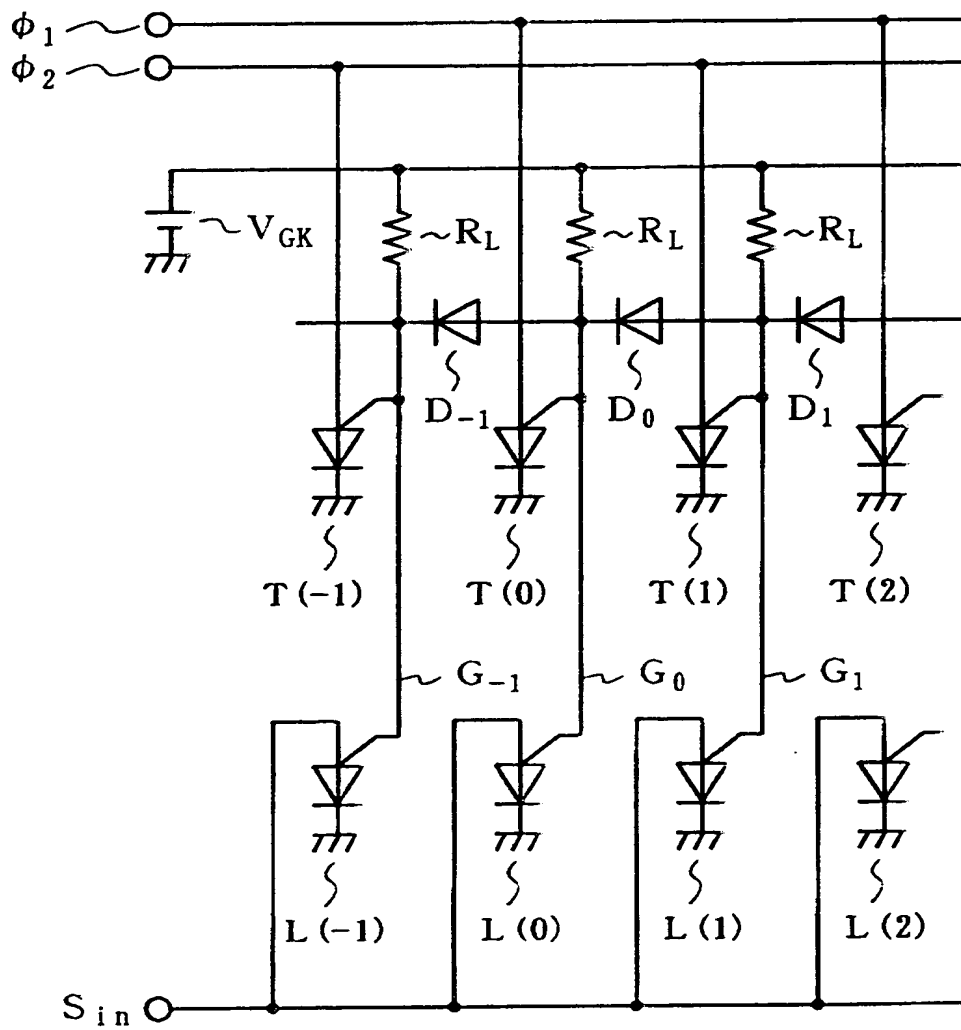 ϕ1
ϕ2
VGK
RL
RL
RL
D-1
D0
D1
T(-1)
T(0)
T(1)
T(2)
G-1
G0
G1
L(-1)
L(0)
L(1)
L(2)
Sin